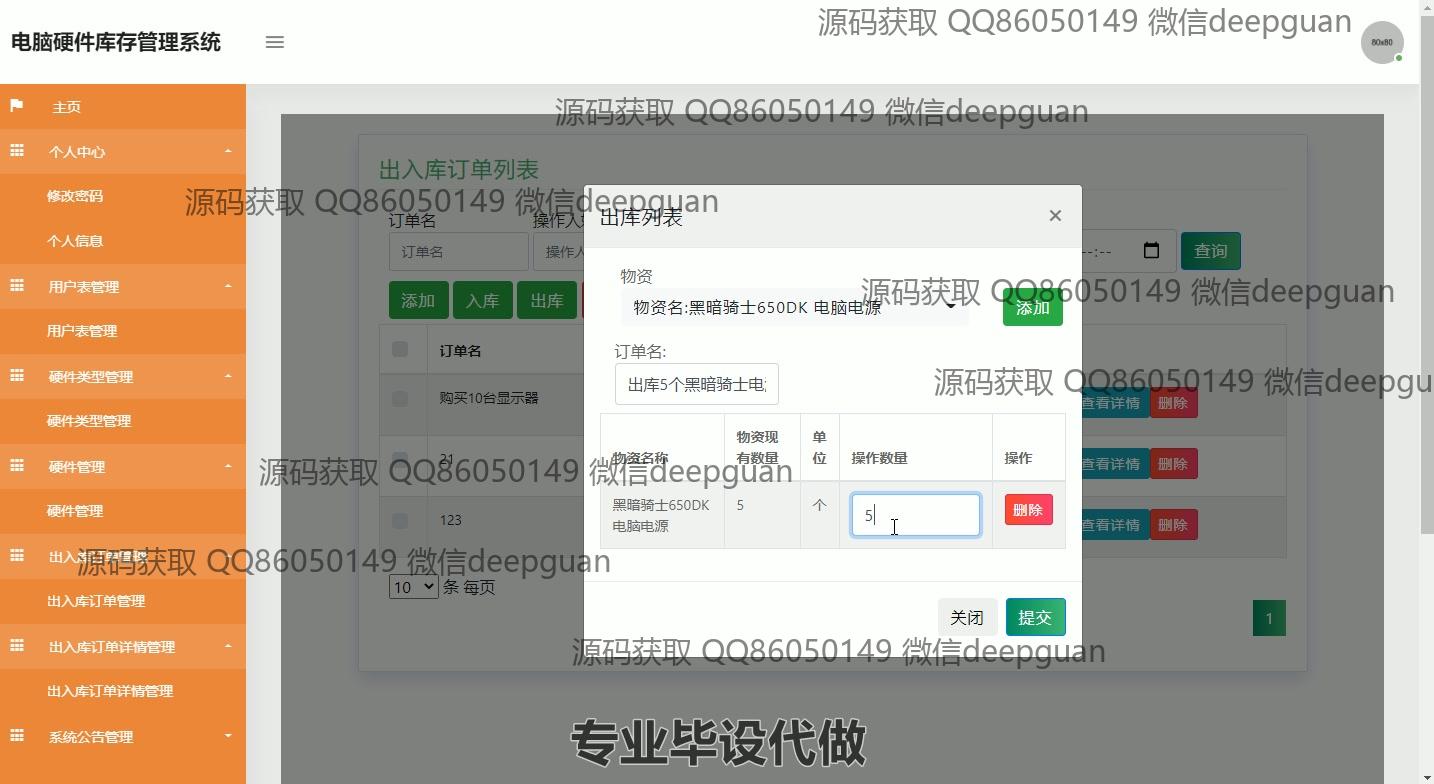 电脑硬件库存管理系统
源码获取 QQ86050149 微信deepguan
80x80
主页
个人中心
修改密码
个人信息
用户表管理
用户表管理
硬件类型管理
硬件类型管理
硬件管理
硬件管理
出入库订单管理
出入库订单详情管理
出入库订单详情管理
系统公告管理
源码获取 QQ86050149 微信deepguan
出入库订单列表
源码获取 QQ86050149 微信deepguan
订单名
订单名
操作人
--:--
查询
添加
入库
出库
订单名
购买10台显示器
查看详情
删除
21
查看详情
删除
123
查看详情
删除
10
条 每页
1
出库列表
×
物资
物资名:黑暗骑士650DK 电脑电源
添加
源码获取 QQ86050149 微信deepguan
订单名:
出库5个黑暗骑士电
源码获取 QQ86050149 微信deepgu
物资名称
物资现有数量
单位
操作数量
操作
源码获取 QQ86050149 微信deepguan
黑暗骑士650DK
电脑电源
5
个
5
删除
源码获取 QQ86050149 微信deepguan
关闭
提交
源码获取 QQ86050149 微信deepguan
专业毕设代做